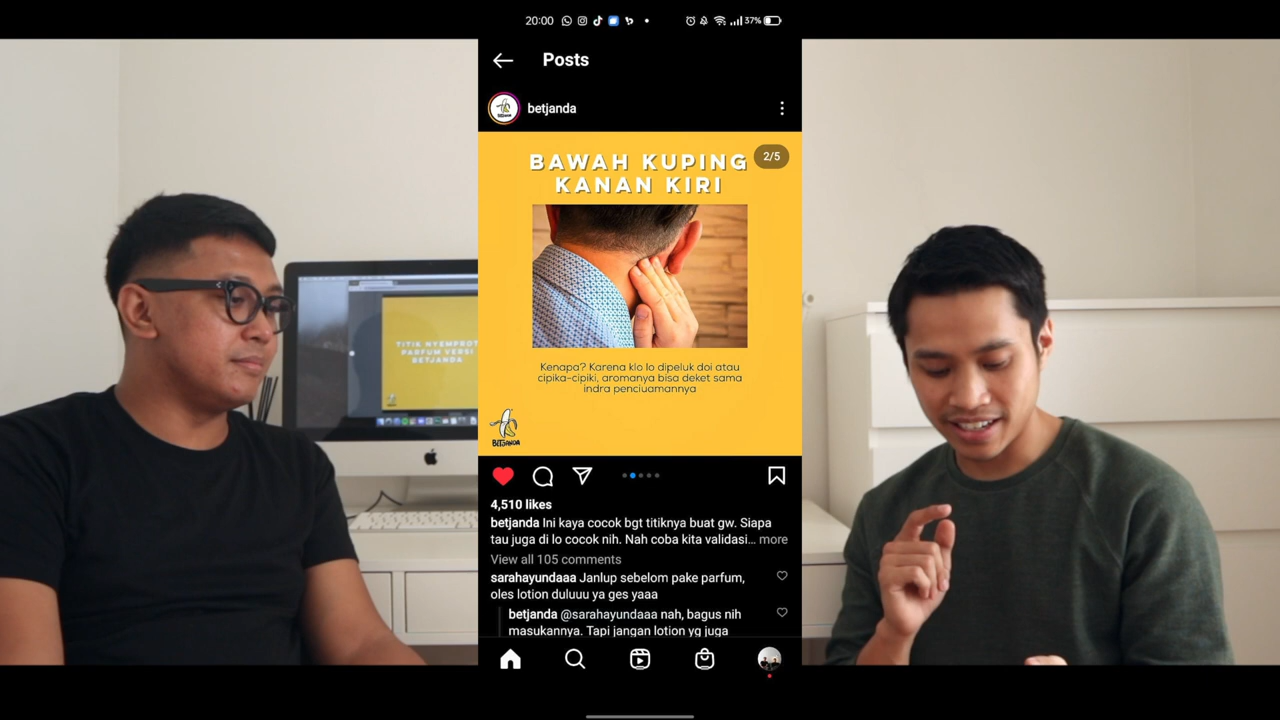 20:00
37%
Posts
betjanda
BAWAH KUPING
KANAN KIRI
2/5
Kenapa? Karena klo lo dipeluk doi atau
cipika-cipiki, aromanya bisa deket sama
indra penciuamannya
BETJANDA
4,510 likes
betjanda Ini kaya cocok bgt titiknya buat gw. Siapa
tau juga di lo cocok nih. Nah coba kita validasi... more
View all 105 comments
sarahayundaaa Janlup sebelom pake parfum,
oles lotion duluuu ya ges yaaa
betjanda @sarahayundaaa nah, bagus nih
masukannya. Tapi jangan lotion yg juga
TITIK NYEMPROT
PARFUM VERSI
BETJANDA